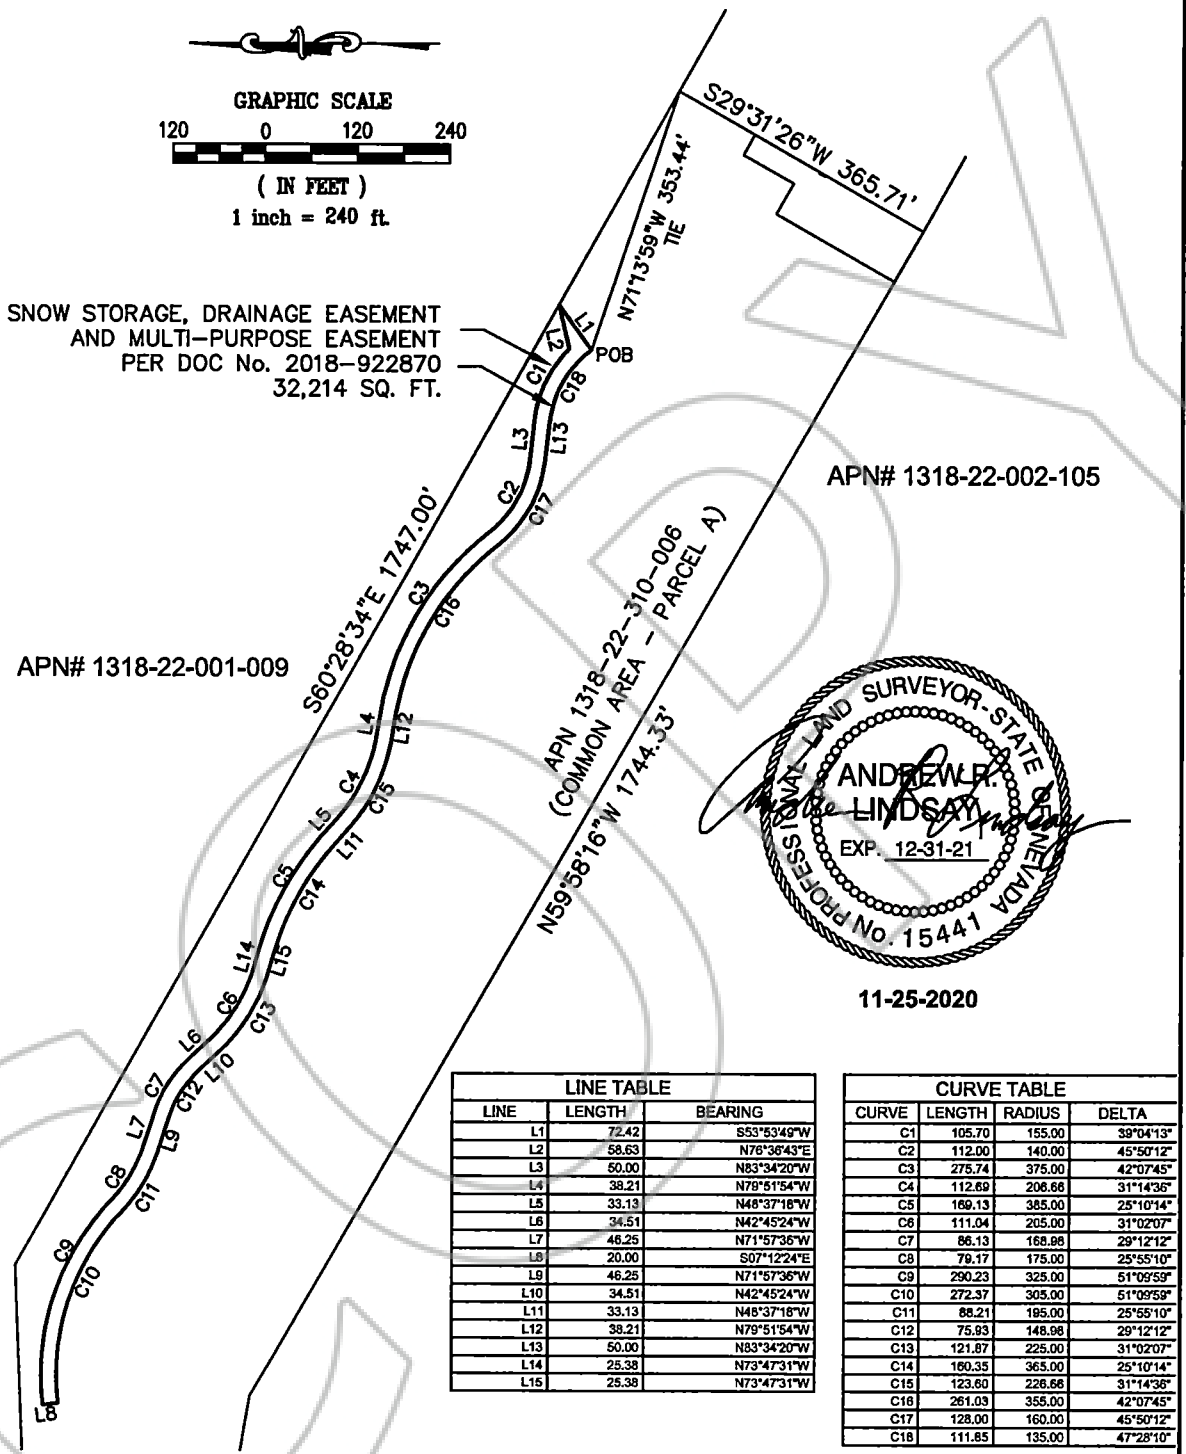 GRAPHIC SCALE
120 0 120 240
( IN FEET )
1 inch = 240 ft.
S29°31'26"W 365.71'
N71°13'59"W 353.44'
TIE
SNOW STORAGE, DRAINAGE EASEMENT
AND MULTI-PURPOSE EASEMENT
PER DOC No. 2018-922870
32,214 SQ. FT.
L1
L2
POB
C1
C18
L3
L13
C2
C17
APN# 1318-22-002-105
S60°28'34"E 1747.00'
C3
C16
APN 1318-22-310-006
(COMMON AREA - PARCEL A)
APN# 1318-22-001-009
N59°58'16"W 1744.33'
L4
L12
C4
C15
L5
L11
C5
C14
L14
L15
C6
C13
L6
L10
C7
C12
L7
L9
C8
C11
C9
C10
L8
PROFESSIONAL LAND SURVEYOR-STATE OF NEVADA
ANDREW R.
LINDSAY
EXP. 12-31-21
NO. 15441
11-25-2020
LINE TABLE
LINE LENGTH BEARING
L1 72.42 S53°53'49"W
L2 58.63 N76°36'43"E
L3 50.00 N83°34'20"W
L4 38.21 N79°51'54"W
L5 33.13 N48°37'18"W
L6 34.51 N42°45'24"W
L7 46.25 N71°57'36"W
L8 20.00 S07°12'24"E
L9 46.25 N71°57'36"W
L10 34.51 N42°45'24"W
L11 33.13 N48°37'18"W
L12 38.21 N79°51'54"W
L13 50.00 N83°34'20"W
L14 25.38 N73°47'31"W
L15 25.38 N73°47'31"W
CURVE TABLE
CURVE LENGTH RADIUS DELTA
C1 105.70 155.00 39°04'13"
C2 112.00 140.00 45°50'12"
C3 275.74 375.00 42°07'45"
C4 112.69 206.66 31°14'36"
C5 169.13 385.00 25°10'14"
C6 111.04 205.00 31°02'07"
C7 86.13 168.98 29°12'12"
C8 79.17 175.00 25°55'10"
C9 290.23 325.00 51°09'59"
C10 272.37 305.00 51°09'59"
C11 88.21 195.00 25°55'10"
C12 75.93 148.98 29°12'12"
C13 121.87 225.00 31°02'07"
C14 160.35 365.00 25°10'14"
C15 123.60 226.66 31°14'36"
C16 261.03 355.00 42°07'45"
C17 128.00 160.00 45°50'12"
C18 111.85 135.00 47°28'10"
COPY